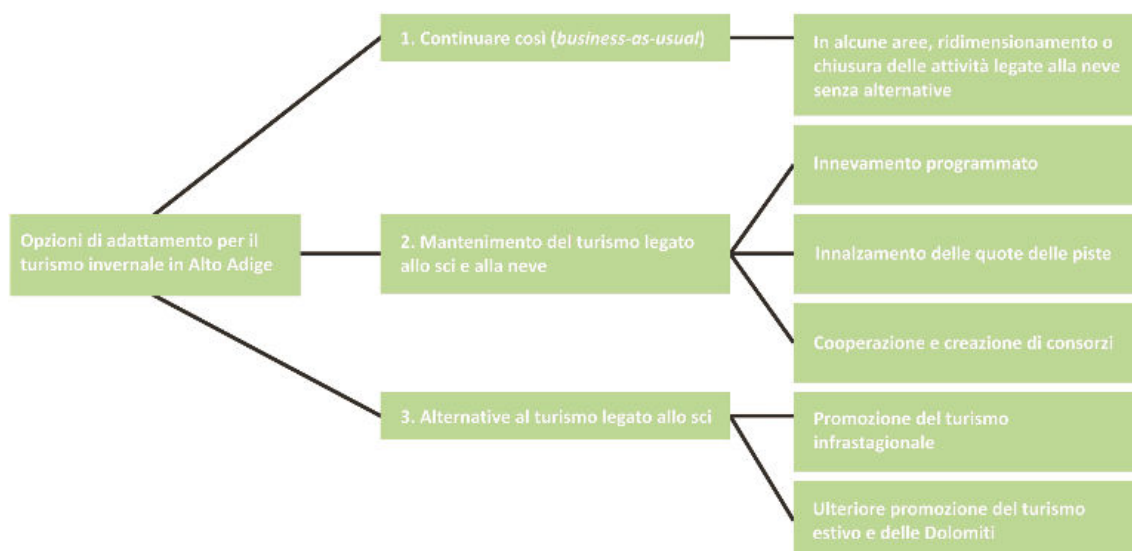 1. Continuare così (business-as-usual)
In alcune aree, ridimensionamento o
chiusura delle attività legate alla neve
senza alternative
Innevamento programmato
Opzioni di adattamento per il
turismo invernale in Alto Adige
2. Mantenimento del turismo legato
allo sci e alla neve
Innalzamento delle quote delle piste
Cooperazione e creazione di consorzi
3. Alternative al turismo legato allo sci
Promozione del turismo
infrastagionale
Ulteriore promozione del turismo
estivo e delle Dolomiti